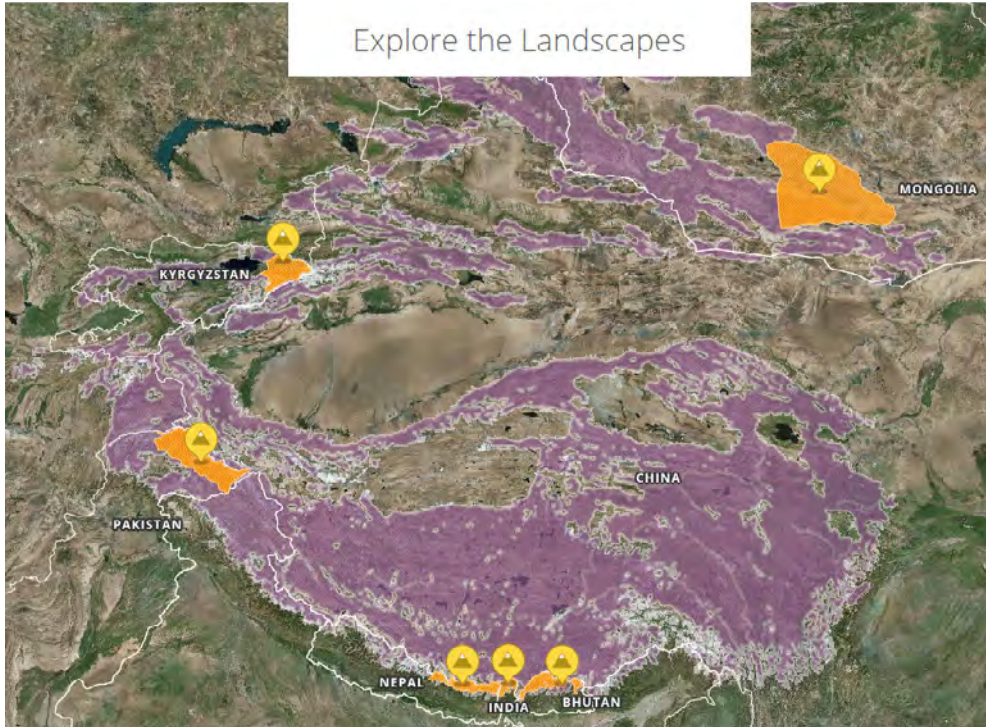 Explore the Landscapes
MONGOLIA
KYRGYZSTAN
CHINA
PAKISTAN
NEPAL
INDIA
BHUTAN